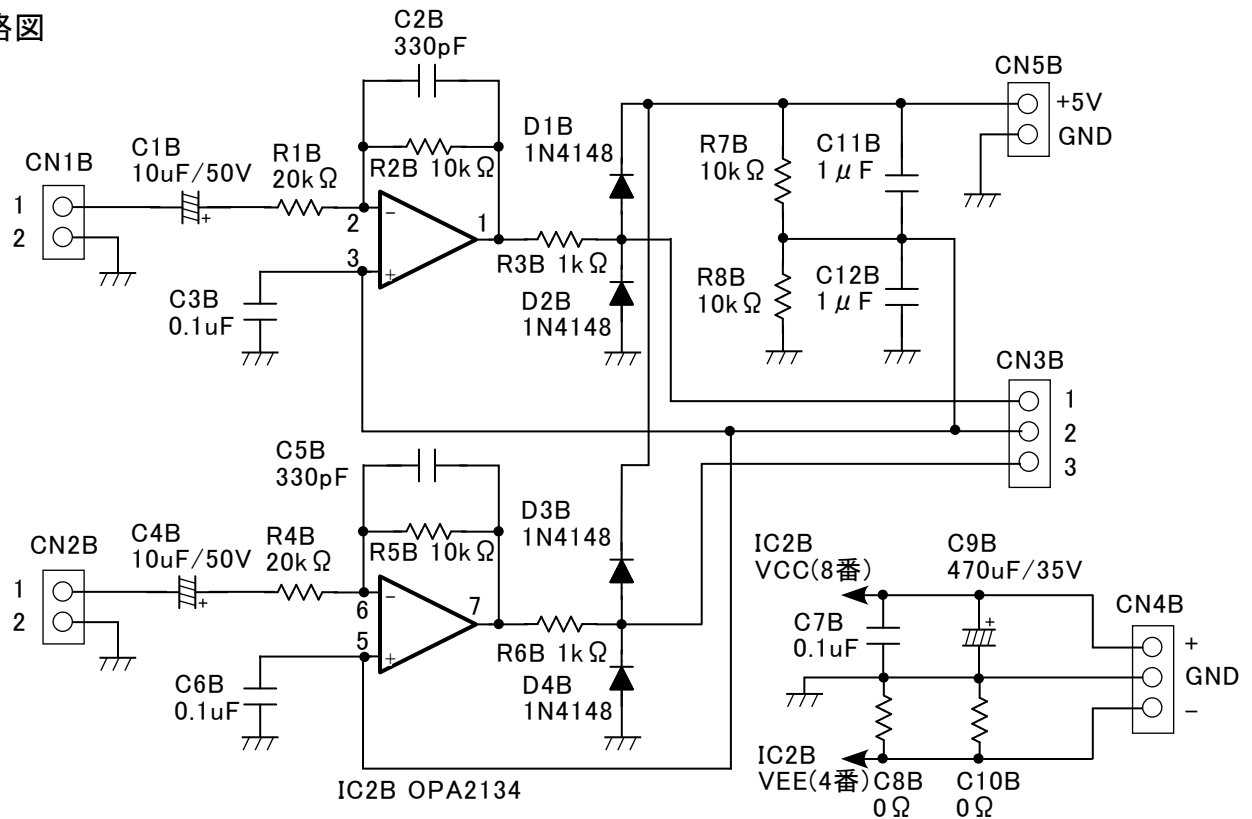 略図
C2B
330pF
CN5B
+5V
GND
D1B
1N4148
R7B
10kΩ
C11B
1μF
C1B
10uF/50V
R1B
20kΩ
R2B 10kΩ
CN1B
1
2
2
3
-
+
1
R3B 1kΩ
C3B
0.1uF
D2B
1N4148
R8B
10kΩ
C12B
1μF
CN3B
1
2
3
C5B
330pF
D3B
1N4148
C4B
10uF/50V
R4B
20kΩ
R5B 10kΩ
CN2B
1
2
6
5
-
+
7
R6B 1kΩ
C6B
0.1uF
D4B
1N4148
IC2B OPA2134
IC2B
VCC(8番)
C9B
470uF/35V
+
C7B
0.1uF
CN4B
+
GND
-
IC2B
VEE(4番)
C8B
0Ω
C10B
0Ω